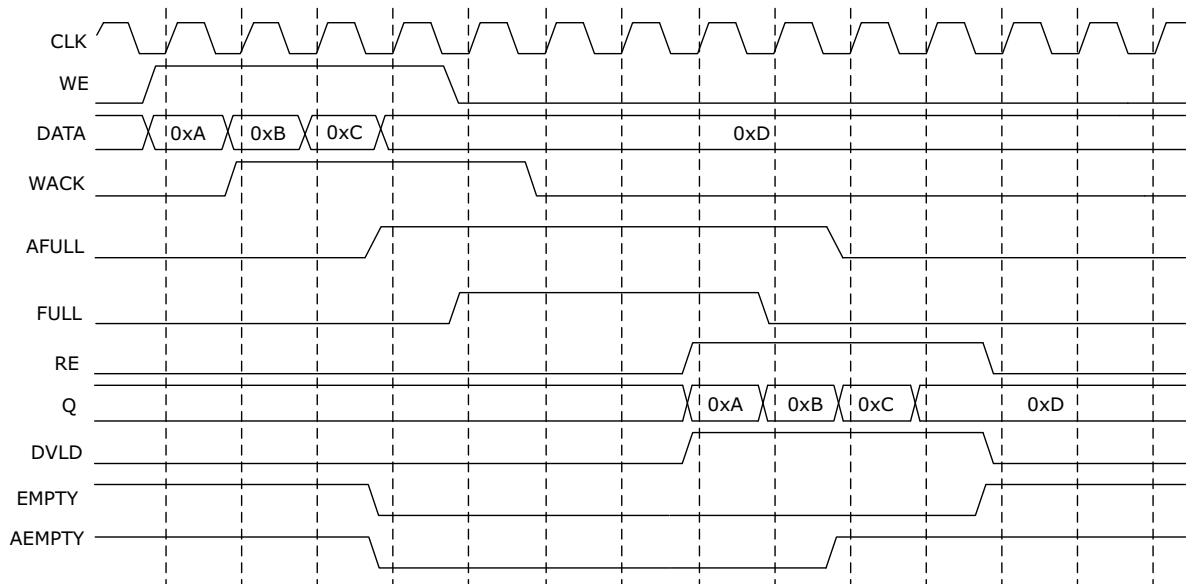 CLK
WE
DATA 0xA 0xB 0xC 0xD
WACK
AFULL
FULL
RE
Q 0xA 0xB 0xC 0xD
DVLD
EMPTY
AEMPTY